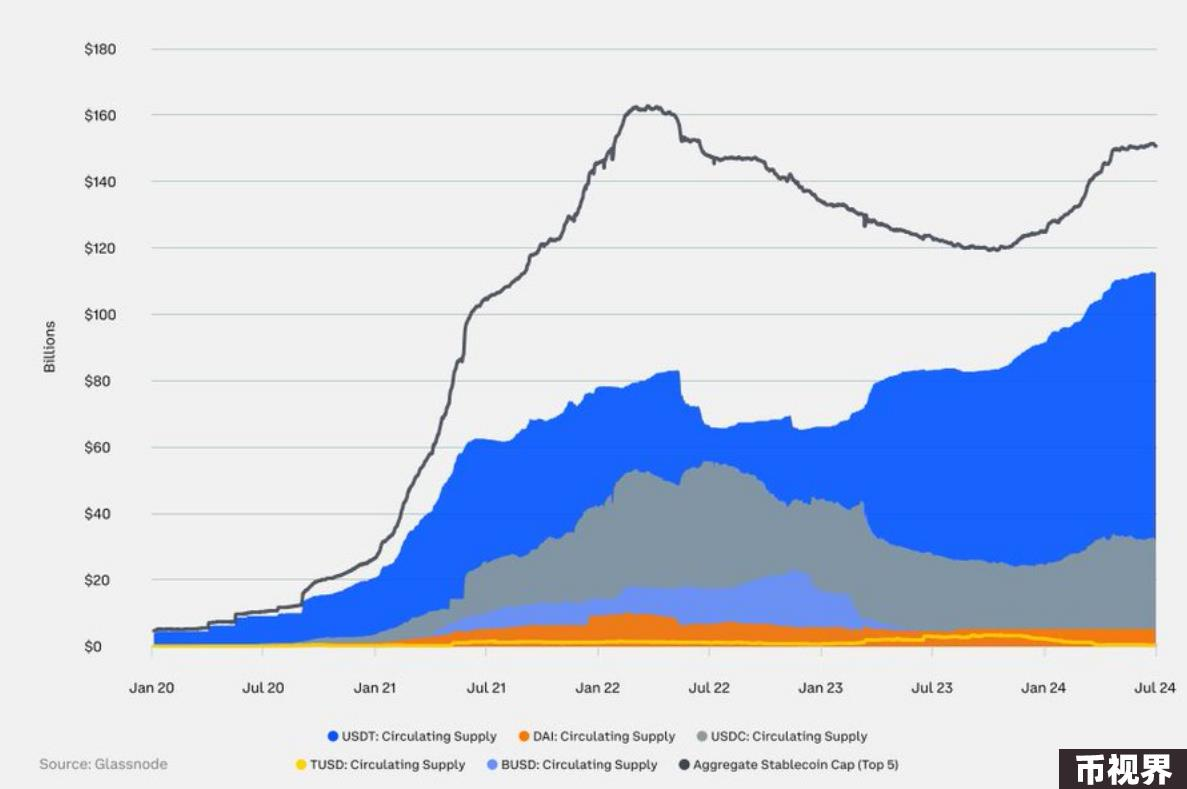 $180
$160
$140
$120
$100
$80
$60
$40
$20
$0
Billions
Jan 20 Jul 20 Jan 21 Jul 21 Jan 22 Jul 22 Jan 23 Jul 23 Jan 24 Jul 24
USDT: Circulating Supply DAI: Circulating Supply USDC: Circulating Supply
TUSD: Circulating Supply BUSD: Circulating Supply Aggregate Stablecoin Cap (Top 5)
Source: Glassnode
币视界